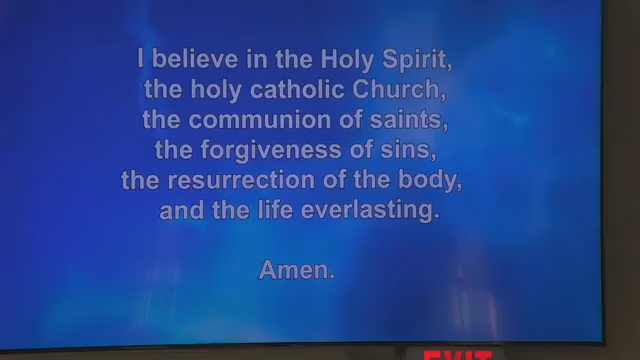 I believe in the Holy Spirit,
the holy catholic Church,
the communion of saints,
the forgiveness of sins,
the resurrection of the body,
and the life everlasting.
Amen.
EXIT